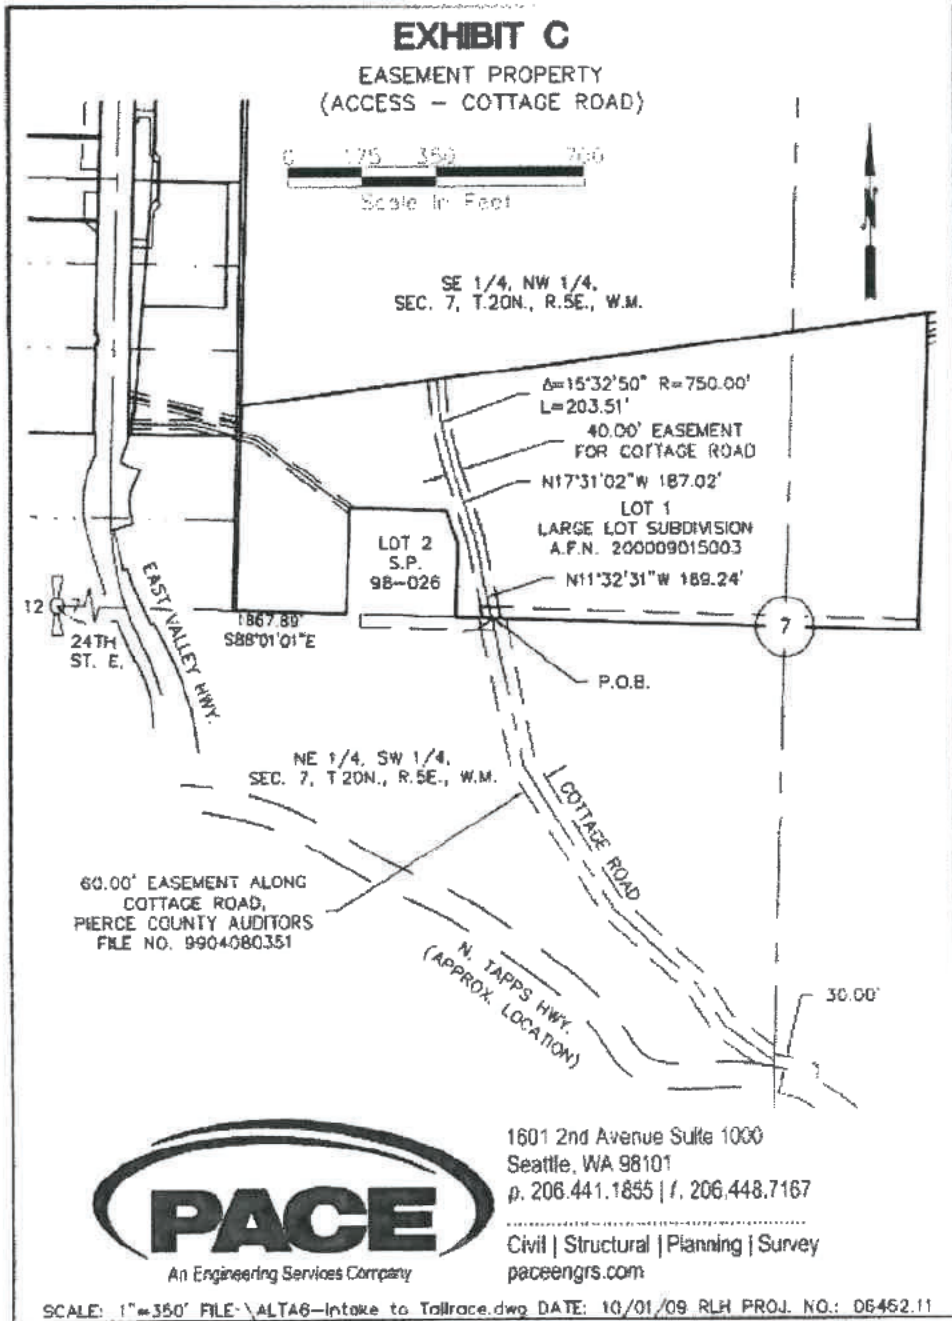 EXHIBIT C
EASEMENT PROPERTY
(ACCESS – COTTAGE ROAD)
0 175 350 700
Scale In Feet
N
SE 1/4, NW 1/4,
SEC. 7, T.20N., R.5E., W.M.
Δ=15°32'50" R=750.00'
L=203.51'
40.00' EASEMENT
FOR COTTAGE ROAD
N17°31'02"W 187.02'
LOT 1
LARGE LOT SUBDIVISION
A.F.N. 200009015003
N11°32'31"W 189.24'
LOT 2
S.P.
98-026
12
7
24TH
ST. E.
EAST VALLEY HWY.
1867.89'
S88°01'01"E
7
P.O.B.
NE 1/4, SW 1/4,
SEC. 7, T 20N., R.5E., W.M.
COTTAGE ROAD
60.00' EASEMENT ALONG
COTTAGE ROAD,
PIERCE COUNTY AUDITORS
FILE NO. 9904080351
N. TAPPS HWY.
(APPROX. LOCATION)
30.00'
PACE
An Engineering Services Company
1601 2nd Avenue Suite 1000
Seattle, WA 98101
p. 206.441.1855 | f. 206.448.7167
Civil | Structural | Planning | Survey
paceengrs.com
SCALE: 1"=350' FILE: \ALTA6-Intake to Tailrace.dwg DATE: 10/01/09 RLH PROJ. NO.: 06452.11